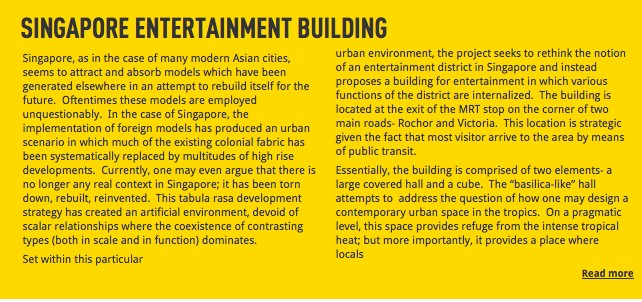 SINGAPORE ENTERTAINMENT BUILDING
Singapore, as in the case of many modern Asian cities,
seems to attract and absorb models which have been
generated elsewhere in an attempt to rebuild itself for the
future.  Oftentimes these models are employed
unquestionably.  In the case of Singapore, the
implementation of foreign models has produced an urban
scenario in which much of the existing colonial fabric has
been systematically replaced by multitudes of high rise
developments.  Currently, one may even argue that there is
no longer any real context in Singapore; it has been torn
down, rebuilt, reinvented.  This tabula rasa development
strategy has created an artificial environment, devoid of
scalar relationships where the coexistence of contrasting
types (both in scale and in function) dominates.
Set within this particular
urban environment, the project seeks to rethink the notion
of an entertainment district in Singapore and instead
proposes a building for entertainment in which various
functions of the district are internalized.  The building is
located at the exit of the MRT stop on the corner of two
main roads- Rochor and Victoria.  This location is strategic
given the fact that most visitor arrive to the area by means
of public transit.
Essentially, the building is comprised of two elements- a
large covered hall and a cube.  The “basilica-like” hall
attempts to  address the question of how one may design a
contemporary urban space in the tropics.  On a pragmatic
level, this space provides refuge from the intense tropical
heat; but more importantly, it provides a place where
locals
Read more